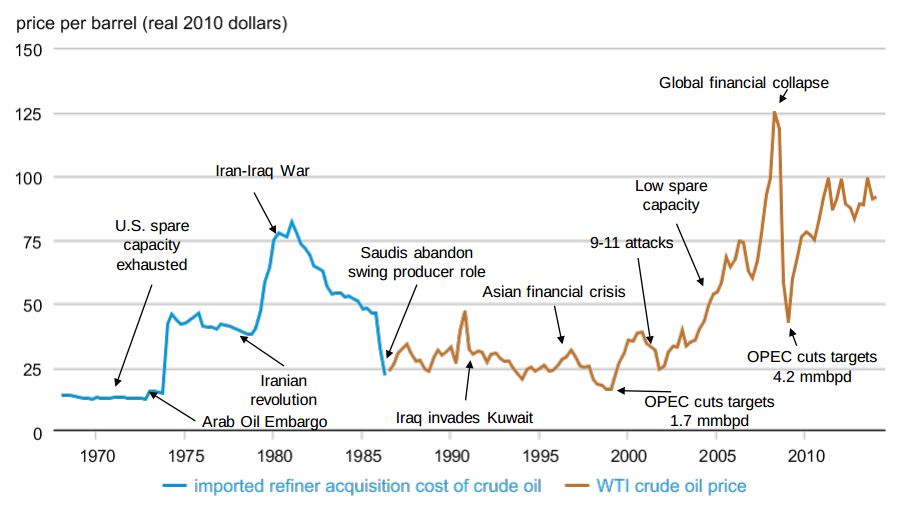 price per barrel (real 2010 dollars)
150
125
100
75
50
25
0
Global financial collapse
Iran-Iraq War
Low spare
capacity
U.S. spare
capacity
exhausted
9-11 attacks
Saudis abandon
swing producer role
Asian financial crisis
OPEC cuts targets
4.2 mmbpd
Iranian
revolution
Arab Oil Embargo
Iraq invades Kuwait
OPEC cuts targets
1.7 mmbpd
1970 1975 1980 1985 1990 1995 2000 2005 2010
imported refiner acquisition cost of crude oil WTI crude oil price